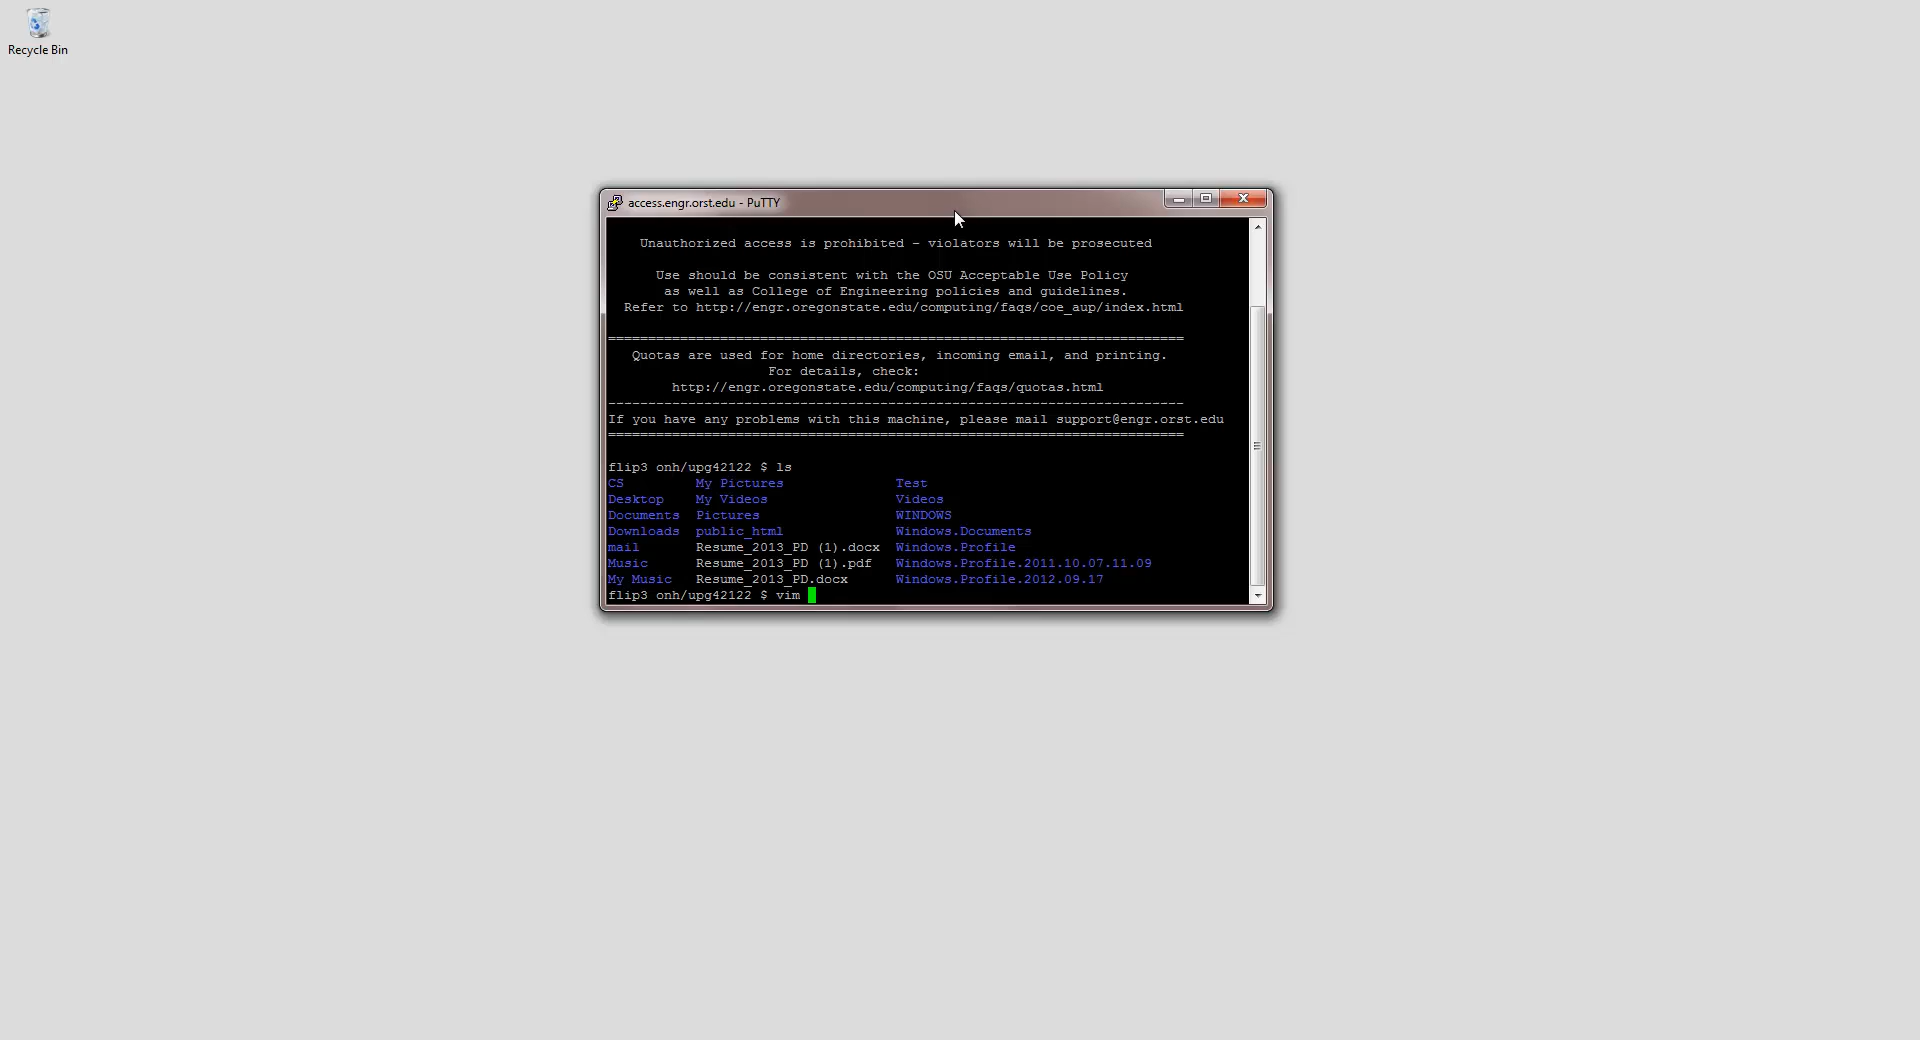 Recycle Bin
access.engr.orst.edu - PuTTY
Unauthorized access is prohibited - violators will be prosecuted
Use should be consistent with the OSU Acceptable Use Policy
as well as College of Engineering policies and guidelines.
Refer to http://engr.oregonstate.edu/computing/faqs/coe_aup/index.html
========================================================================
Quotas are used for home directories, incoming email, and printing.
For details, check:
http://engr.oregonstate.edu/computing/faqs/quotas.html
------------------------------------------------------------------------
If you have any problems with this machine, please mail support@engr.orst.edu
========================================================================
flip3 onh/upg42122 $ ls
CS My Pictures Test
Desktop My Videos Videos
Documents Pictures WINDOWS
Downloads public_html Windows.Documents
mail Resume_2013_PD (1).docx Windows.Profile
Music Resume_2013_PD (1).pdf Windows.Profile.2011.10.07.11.09
My Music Resume_2013_PD.docx Windows.Profile.2012.09.17
flip3 onh/upg42122 $ vim